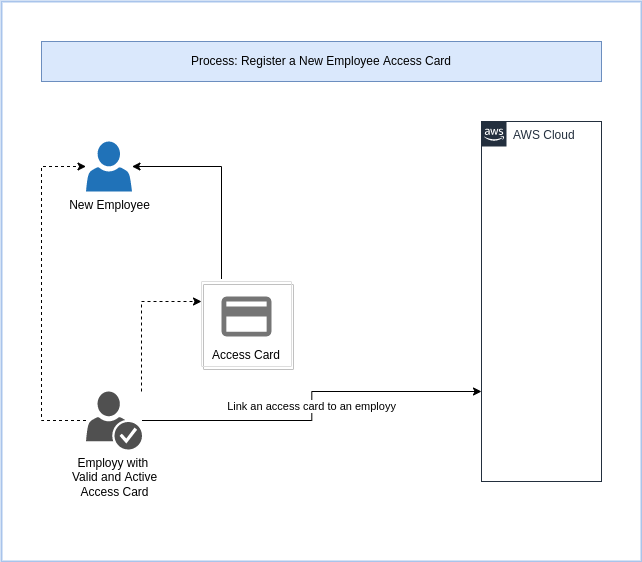 Process: Register a New Employee Access Card
aws
AWS Cloud
New Employee
Access Card
Link an access card to an employy
Employy with
Valid and Active
Access Card